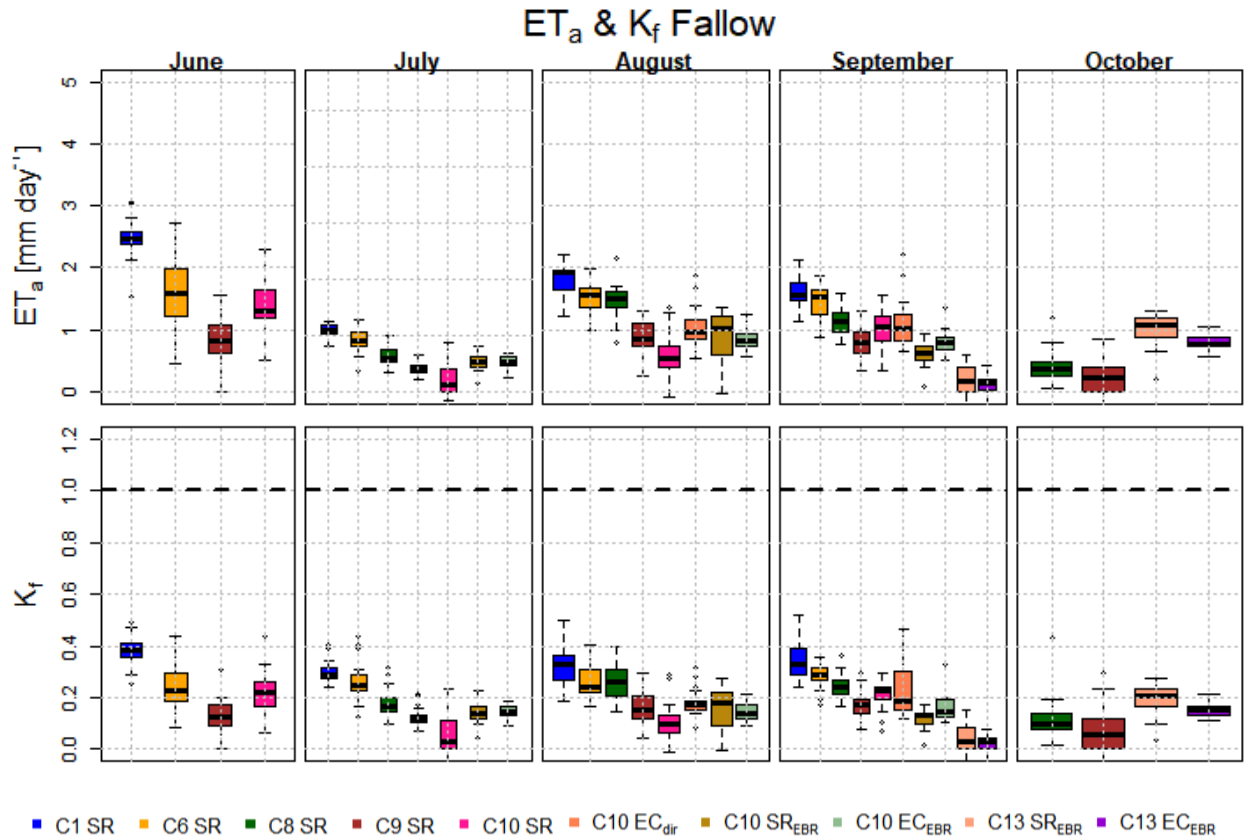 ETa & Kf Fallow
June July August September October
ETa [mm day⁻¹]
5
4
3
2
1
0
Kf
1.2
1.0
0.8
0.6
0.4
0.2
0.0
C1 SR C6 SR C8 SR C9 SR C10 SR C10 ECdir C10 SREBR C10 ECEBR C13 SREBR C13 ECEBR